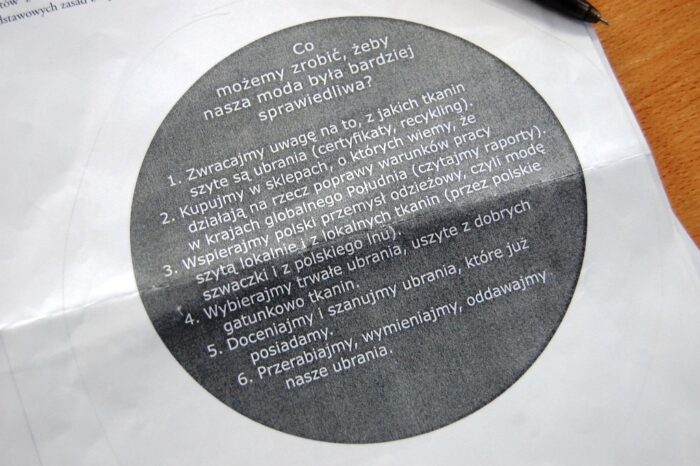 dstawowych zasad
Co
możemy zrobić, żeby
nasza moda była bardziej
sprawiedliwa?
1. Zwracajmy uwagę na to, z jakich tkanin
szyte są ubrania (certyfikaty, recykling).
2. Kupujmy w sklepach, o których wiemy, że
działają na rzecz poprawy warunków pracy
w krajach globalnego Południa (czytajmy raporty).
3. Wspierajmy polski przemysł odzieżowy, czyli modę
szytą lokalnie i z lokalnych tkanin (przez polskie
szwaczki i z polskiego lnu).
4. Wybierajmy trwałe ubrania, uszyte z dobrych
gatunkowo tkanin.
5. Doceniajmy i szanujmy ubrania, które już
posiadamy.
6. Przerabiajmy, wymieniajmy, oddawajmy
nasze ubrania.